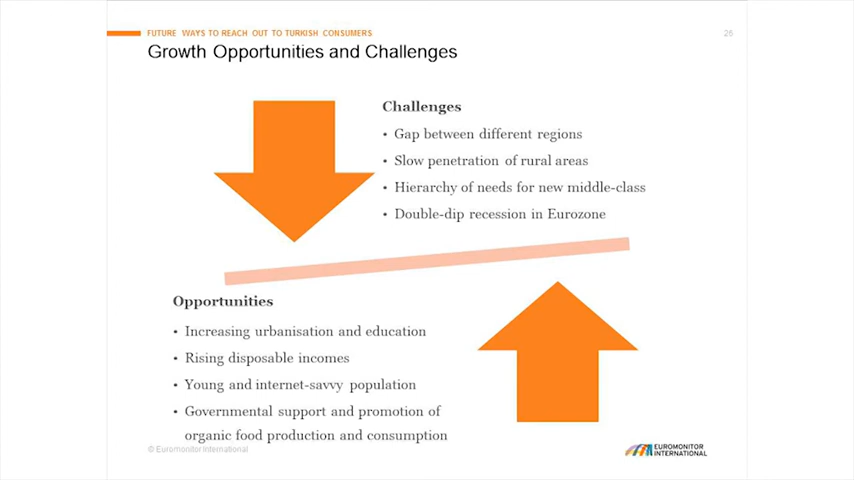 FUTURE WAYS TO REACH OUT TO TURKISH CONSUMERS
26
Growth Opportunities and Challenges
Challenges
• Gap between different regions
• Slow penetration of rural areas
• Hierarchy of needs for new middle-class
• Double-dip recession in Eurozone
Opportunities
• Increasing urbanisation and education
• Rising disposable incomes
• Young and internet-savvy population
• Governmental support and promotion of
organic food production and consumption
© Euromonitor International
EUROMONITOR
INTERNATIONAL